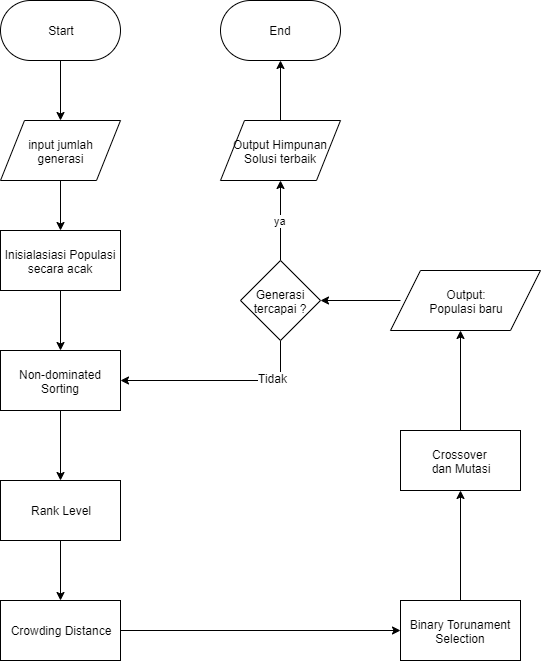 Start
End
input jumlah
generasi
Output Himpunan
Solusi terbaik
ya
Inisialasiasi Populasi
secara acak
Generasi
tercapai ?
Output:
Populasi baru
Tidak
Non-dominated
Sorting
Crossover
dan Mutasi
Rank Level
Crowding Distance
Binary Torunament
Selection